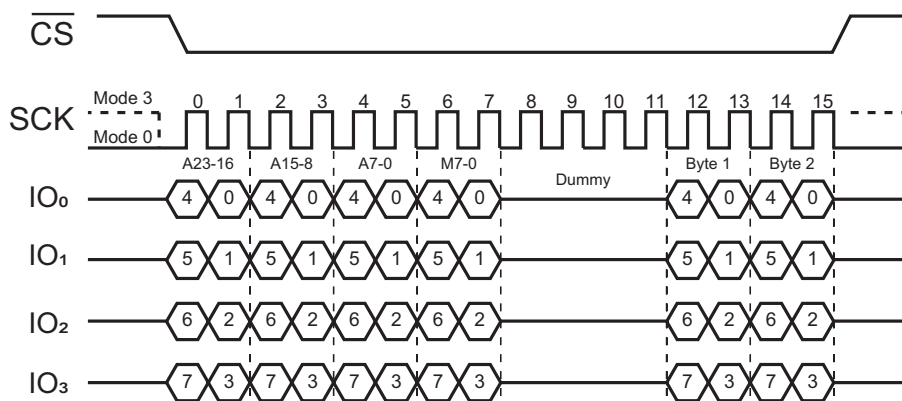 C̅S̅
Mode 3
SCK
Mode 0
0 1 2 3 4 5 6 7 8 9 10 11 12 13 14 15
A23-16 A15-8 A7-0 M7-0 Dummy Byte 1 Byte 2
IO₀ 4 0 4 0 4 0 4 0 4 0 4 0
IO₁ 5 1 5 1 5 1 5 1 5 1 5 1
IO₂ 6 2 6 2 6 2 6 2 6 2 6 2
IO₃ 7 3 7 3 7 3 7 3 7 3 7 3